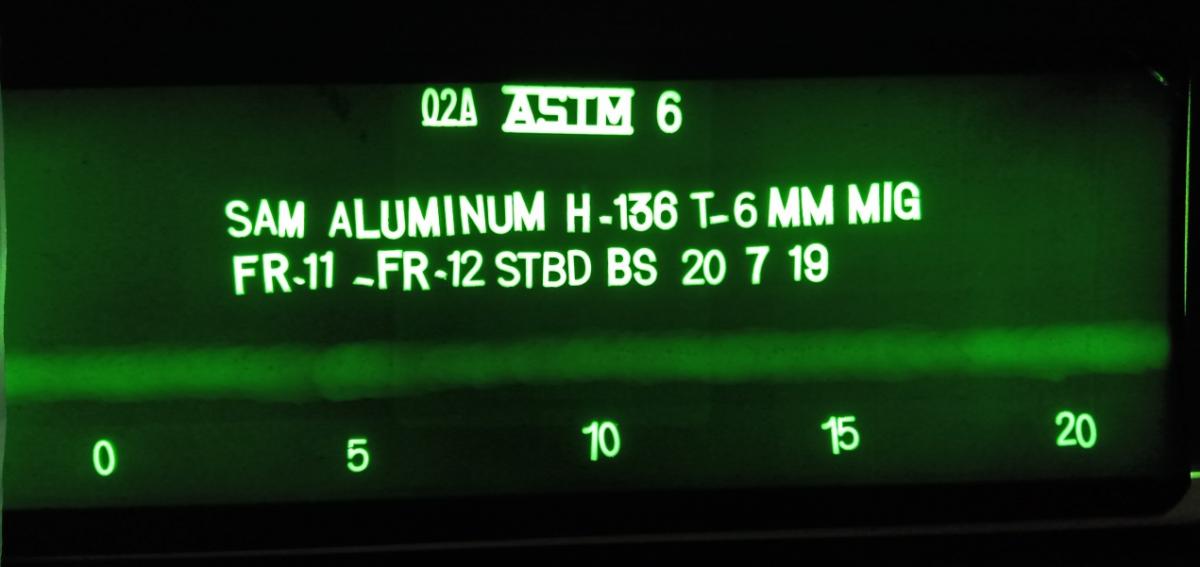 02A ASTM 6
SAM ALUMINUM H-136 T-6 MM MIG
FR-11 -FR-12 STBD BS 20 7 19
0 5 10 15 20